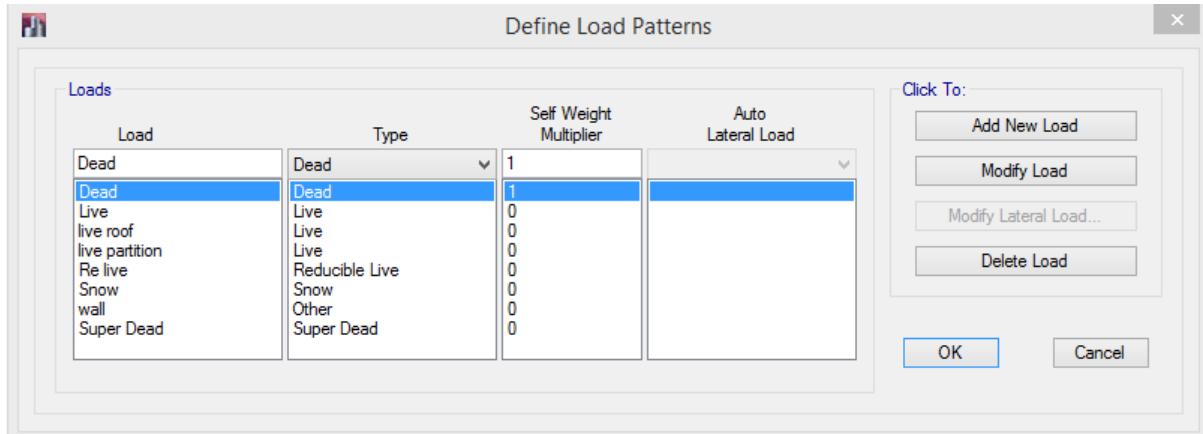 Define Load Patterns
Loads
Click To:
Load Type Self Weight Multiplier Auto Lateral Load
Dead Dead 1
Dead Dead 1
Live Live 0
live roof Live 0
live partition Live 0
Re live Reducible Live 0
Snow Snow 0
wall Other 0
Super Dead Super Dead 0
Add New Load
Modify Load
Modify Lateral Load...
Delete Load
OK Cancel